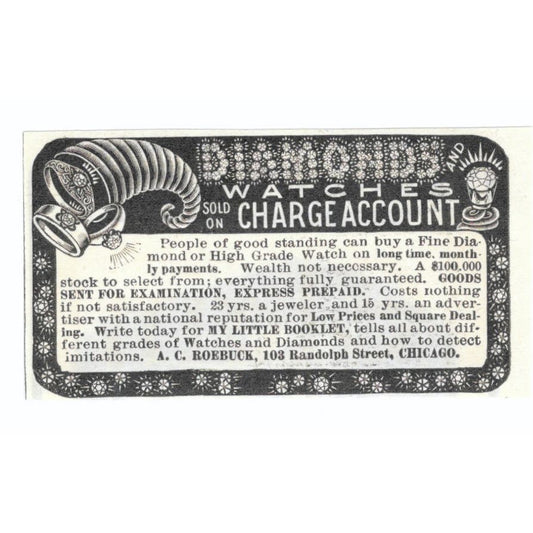 DIAMONDS AND
WATCHES
SOLD ON CHARGE ACCOUNT
People of good standing can buy a Fine Dia-
mond or High Grade Watch on long time, month-
ly payments. Wealth not necessary. A $100,000
stock to select from; everything fully guaranteed. GOODS
SENT FOR EXAMINATION, EXPRESS PREPAID. Costs nothing
if not satisfactory. 23 yrs. a jeweler and 15 yrs. an adver-
tiser with a national reputation for Low Prices and Square Deal-
ing. Write today for MY LITTLE BOOKLET, tells all about dif-
ferent grades of Watches and Diamonds and how to detect
imitations. A. C. ROEBUCK, 103 Randolph Street, CHICAGO.